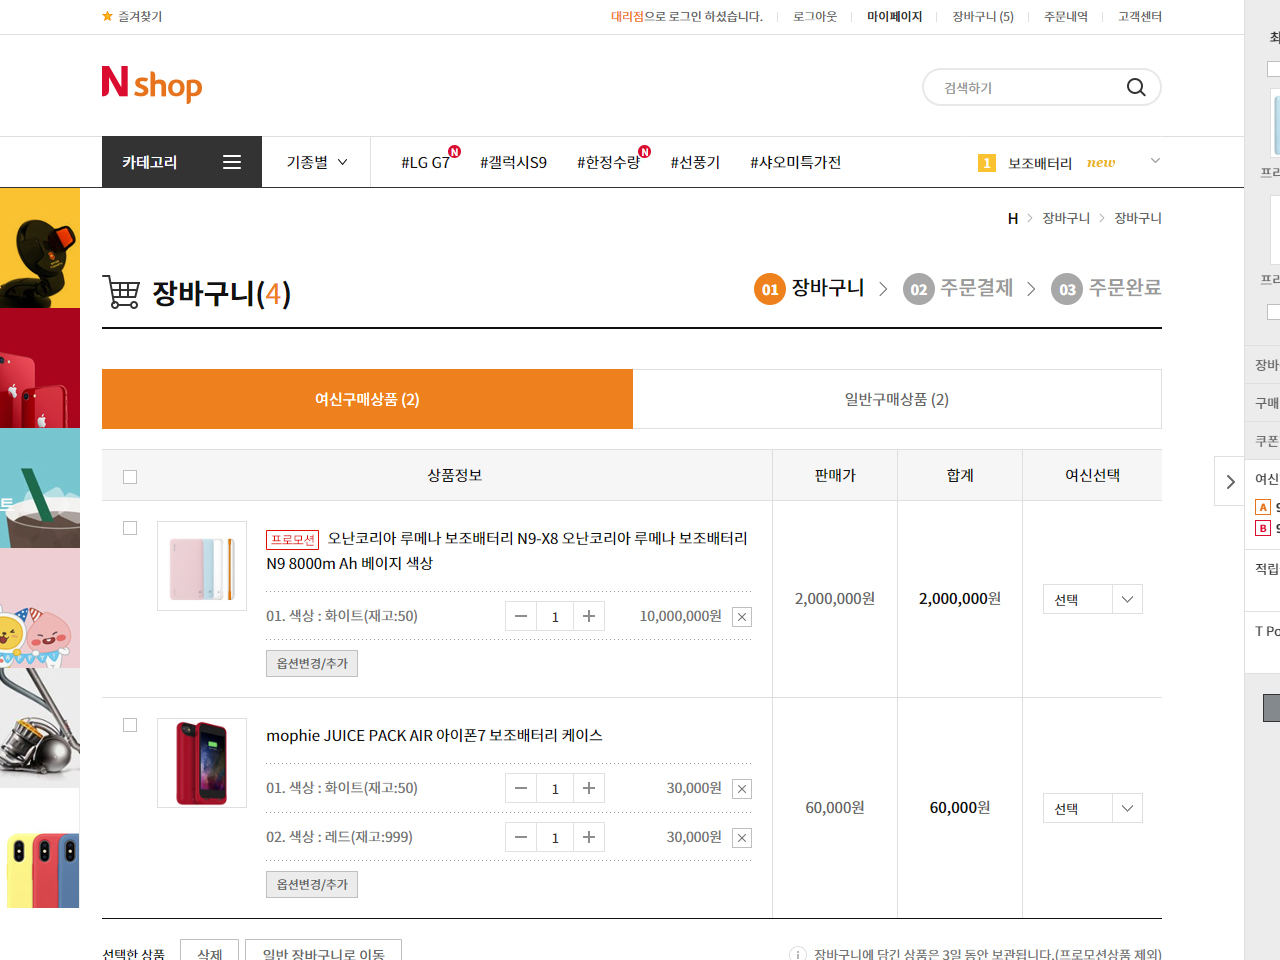 즐겨찾기
대리점으로 로그인 하셨습니다. 로그아웃 마이페이지 장바구니 (5) 주문내역 고객센터
N shop
검색하기
카테고리 기종별 #LG G7 N #갤럭시S9 #한정수량 N #선풍기 #샤오미특가전 1 보조배터리 new
H 장바구니 장바구니
장바구니(4) 01 장바구니 02 주문결제 03 주문완료
여신구매상품 (2) 일반구매상품 (2)
상품정보 판매가 합계 여신선택
프로모션 오난코리아 루메나 보조배터리 N9-X8 오난코리아 루메나 보조배터리
N9 8000m Ah 베이지 색상
01. 색상 : 화이트(재고:50) 1 10,000,000원
옵션변경/추가
2,000,000원 2,000,000원 선택
mophie JUICE PACK AIR 아이폰7 보조배터리 케이스
01. 색상 : 화이트(재고:50) 1 30,000원
02. 색상 : 레드(재고:999) 1 30,000원
옵션변경/추가
60,000원 60,000원 선택
선택한 상품 삭제 일반 장바구니로 이동 장바구니에 담긴 상품은 3일 동안 보관됩니다.(프로모션상품 제외)
최
프리
프리
장바
구매
쿠폰
여신
A 9
B 9
적립
T Po